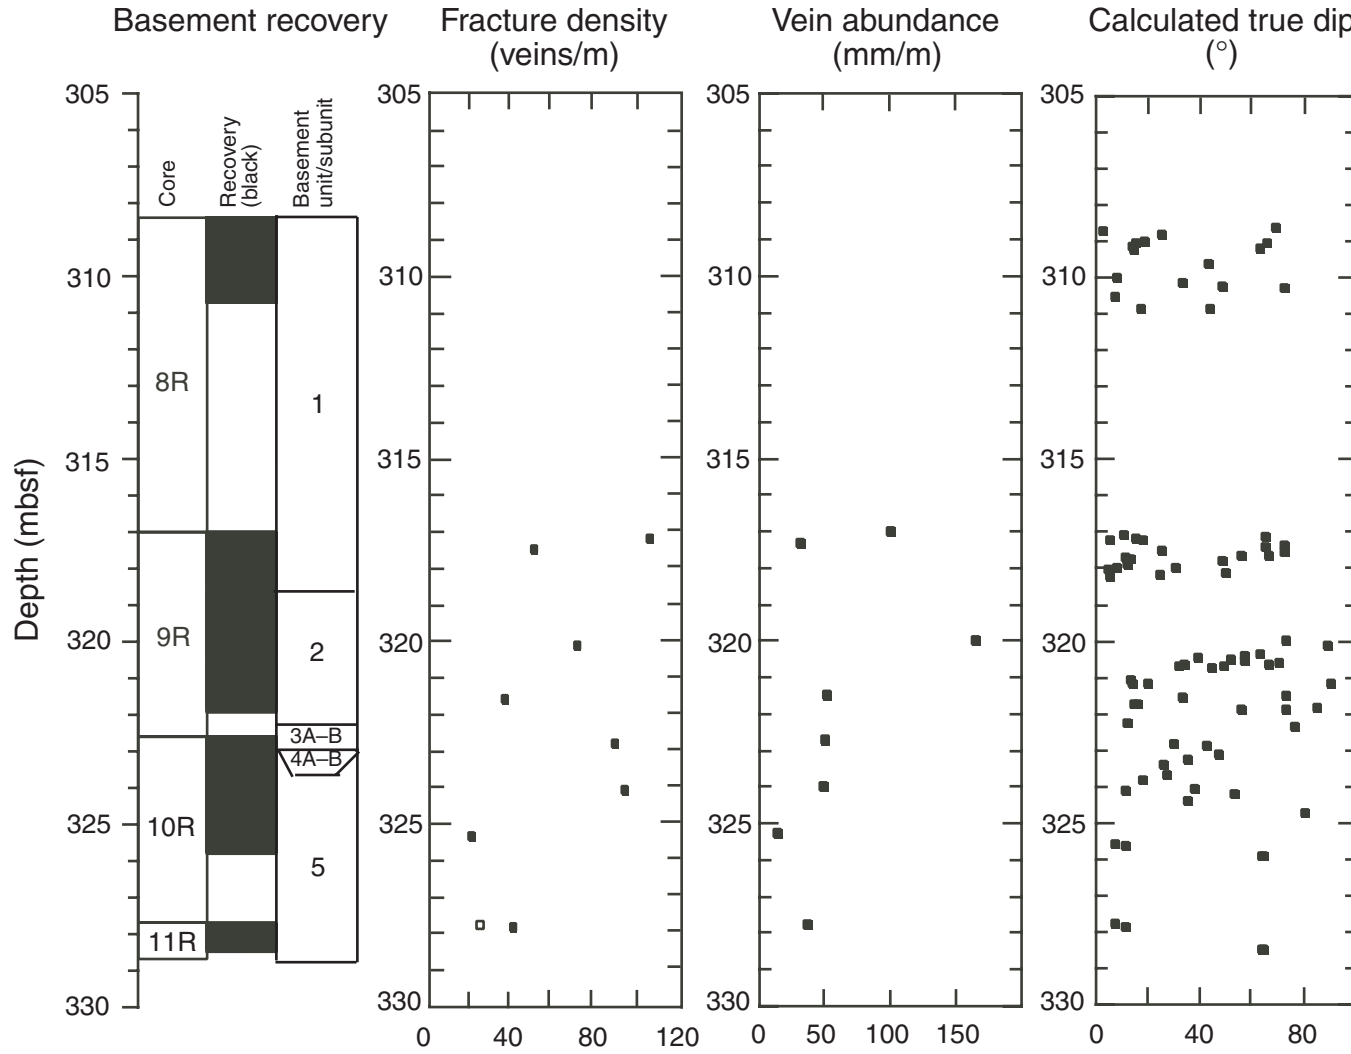 Basement recovery
Fracture density
(veins/m)
Vein abundance
(mm/m)
Calculated true dip
(°)
Depth (mbsf)
305
310
315
320
325
330
Core
Recovery
(black)
Basement
unit/subunit
8R
9R
10R
11R
1
2
3A–B
4A–B
5
305
310
315
320
325
330
0
40
80
120
305
310
315
320
325
330
0
50
100
150
305
310
315
320
325
330
0
40
80